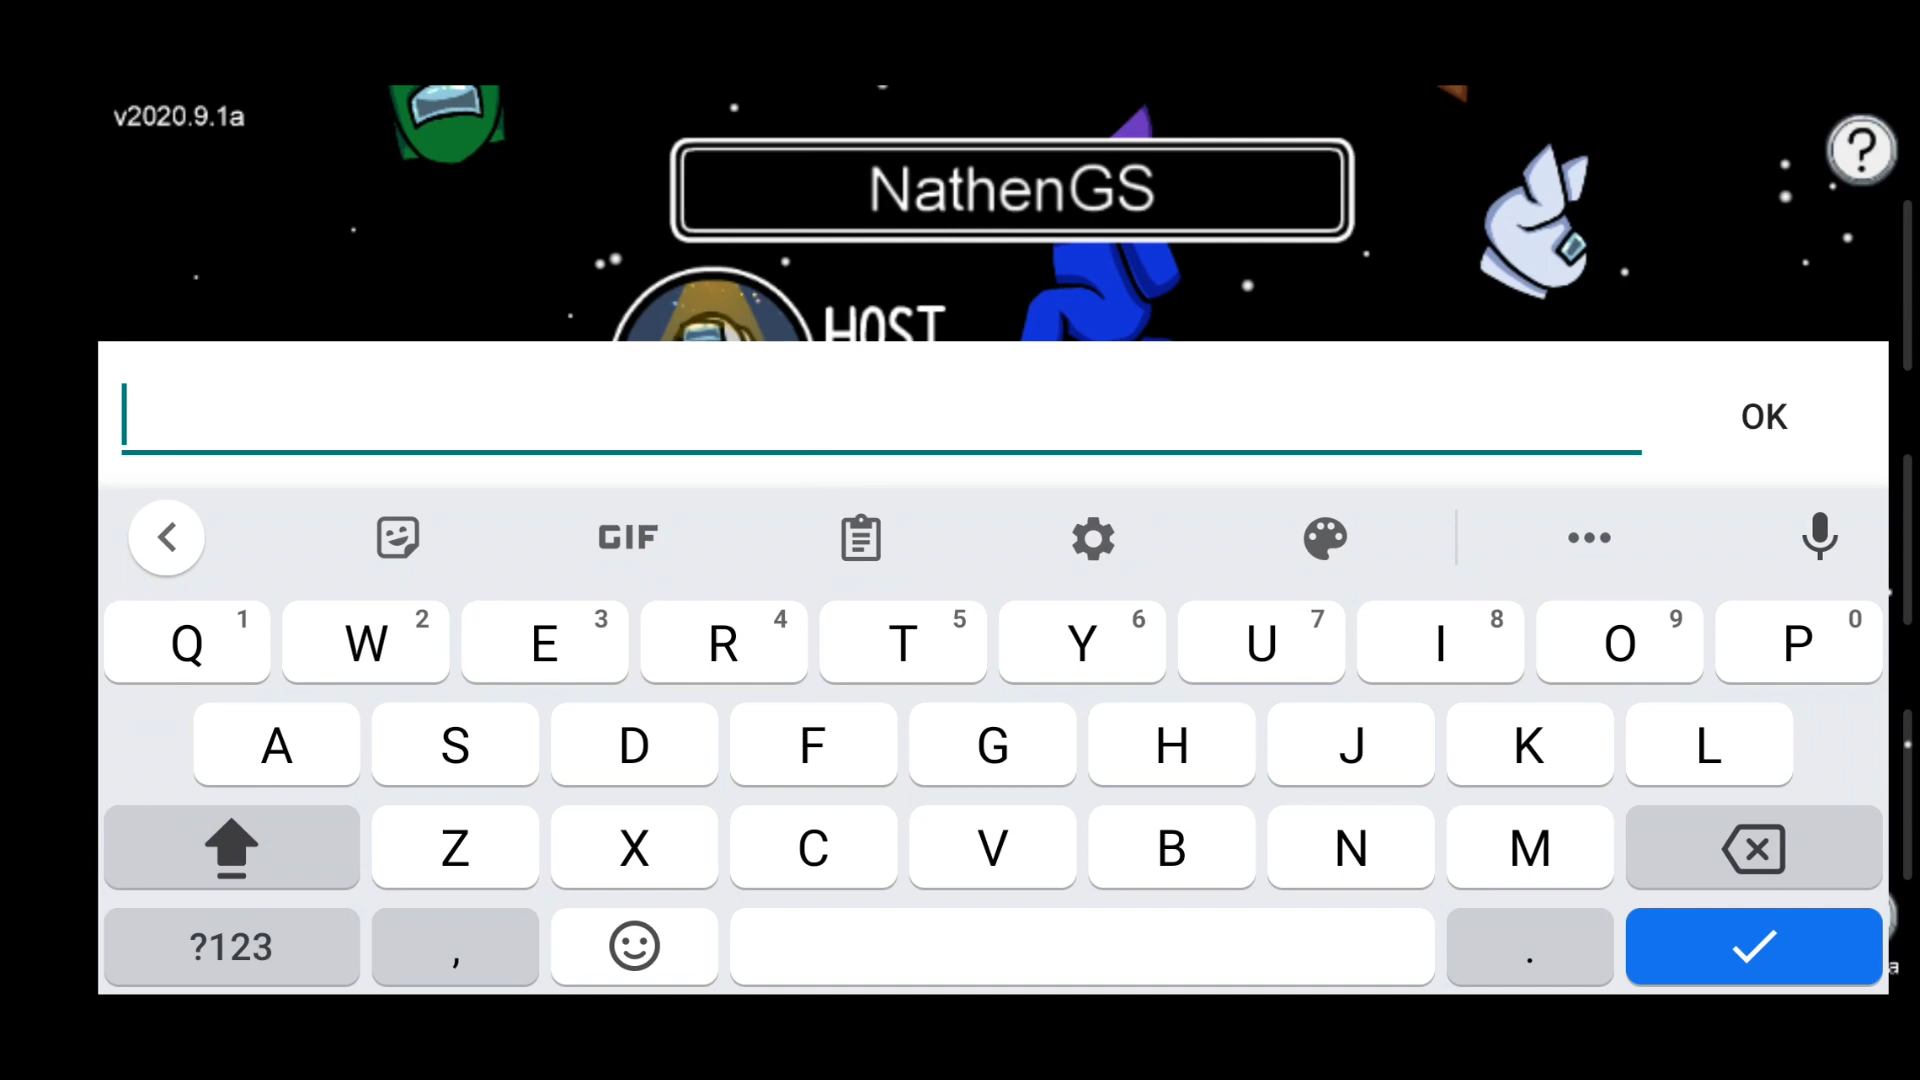 v2020.9.1a
?
NathenGS
HOST
OK
GIF
Q 1 W 2 E 3 R 4 T 5 Y 6 U 7 I 8 O 9 P 0
A S D F G H J K L
Z X C V B N M
?123 , .
a